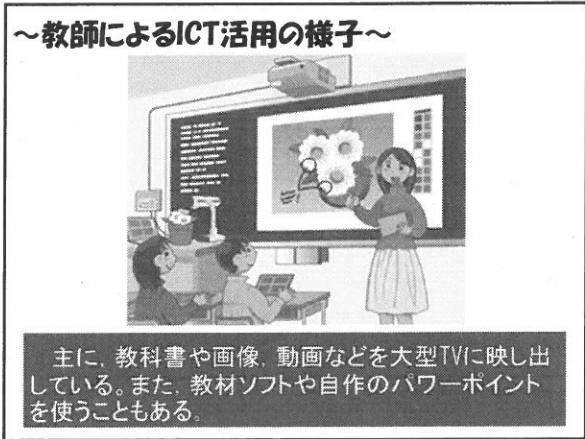 ～教師によるICT活用の様子～
主に，教科書や画像，動画などを大型TVに映し出
している。また，教材ソフトや自作のパワーポイント
を使うこともある。